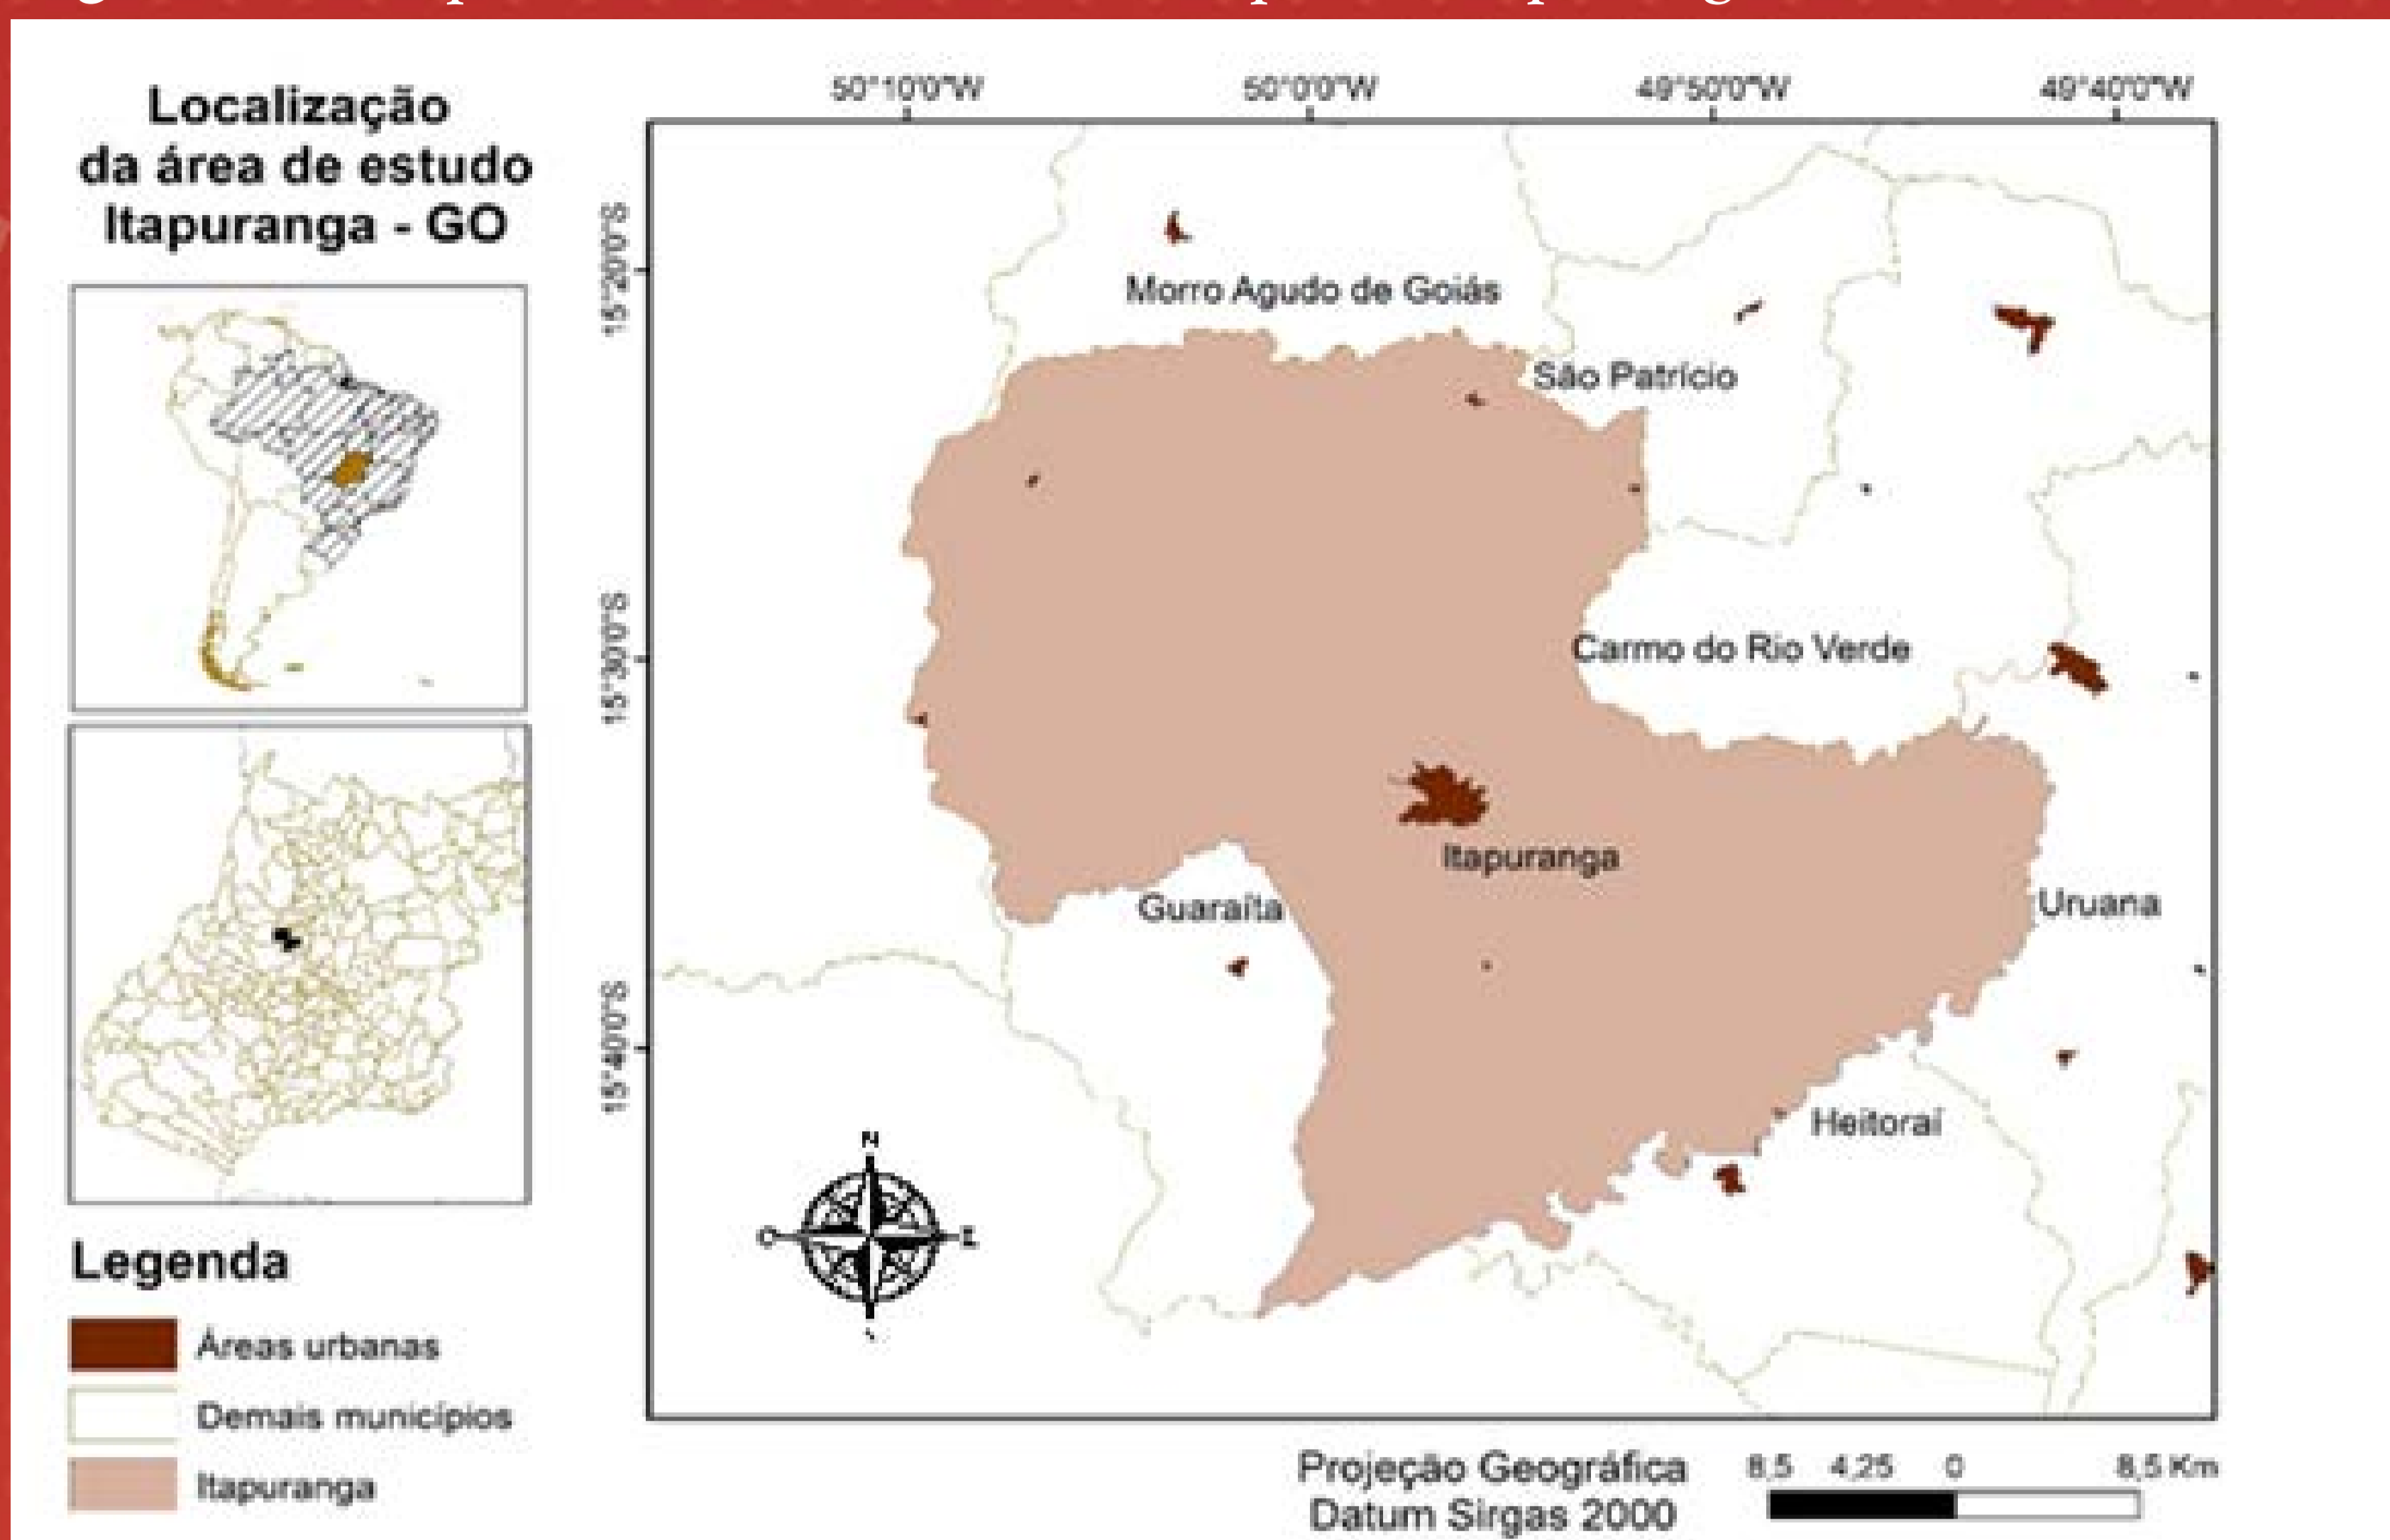 Localização
da área de estudo
Itapuranga - GO
50°10'0"W
50°0'0"W
49°50'0"W
49°40'0"W
15°20'0"S
15°30'0"S
15°40'0"S
Morro Agudo de Goiás
São Patrício
Carmo do Rio Verde
Itapuranga
Guaraíta
Uruana
Heitoraí
N
O
E
Legenda
Áreas urbanas
Demais municípios
Itapuranga
Projeção Geográfica
Datum Sirgas 2000
8,5 4,25 0 8,5 Km